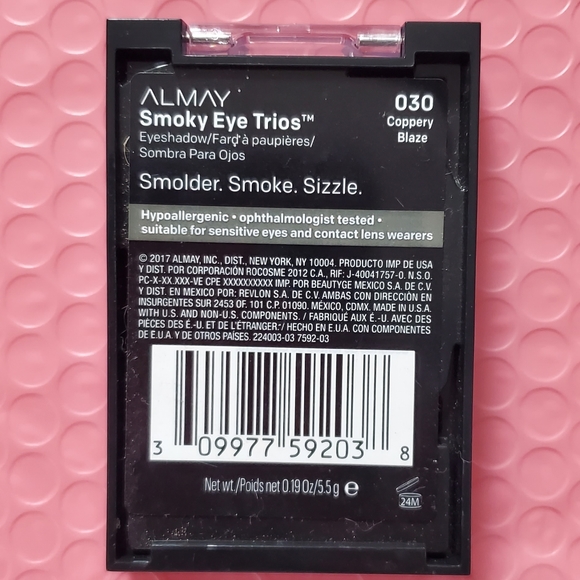 ALMAY
Smoky Eye Trios™
030
Coppery
Blaze
Eyeshadow/Fard à paupières/
Sombra Para Ojos
Smolder. Smoke. Sizzle.
Hypoallergenic • ophthalmologist tested •
suitable for sensitive eyes and contact lens wearers
© 2017 ALMAY, INC., DIST., NEW YORK, NY 10004. PRODUCTO IMP DE USA
Y DIST. POR CORPORACIÓN ROCOSME 2012 C.A., RIF: J-40041757-0. N.S.O.
PC-X-XX.XXX-VE CPE XXXXXXXXXX IMP. POR BEAUTYGE MEXICO S.A. DE C.V.
Y DIST. EN MÉXICO POR: REVLON S.A. DE C.V. AMBAS CON DIRECCIÓN EN
INSURGENTES SUR 2453 OF. 101 C.P. 01090. MÉXICO, CDMX. MADE IN U.S.A.
WITH U.S. AND NON-U.S. COMPONENTS. / FABRIQUÉ AUX É.-U. AVEC DES
PIÈCES DES É.-U. ET DE L'ÉTRANGER./ HECHO EN E.U.A. CON COMPONENTES
DE E.U.A Y DE OTROS PAÍSES. 224003-03 7592-03
3 09977 59203 8
Net wt./Poids net 0.19 Oz/5.5 g e
24M